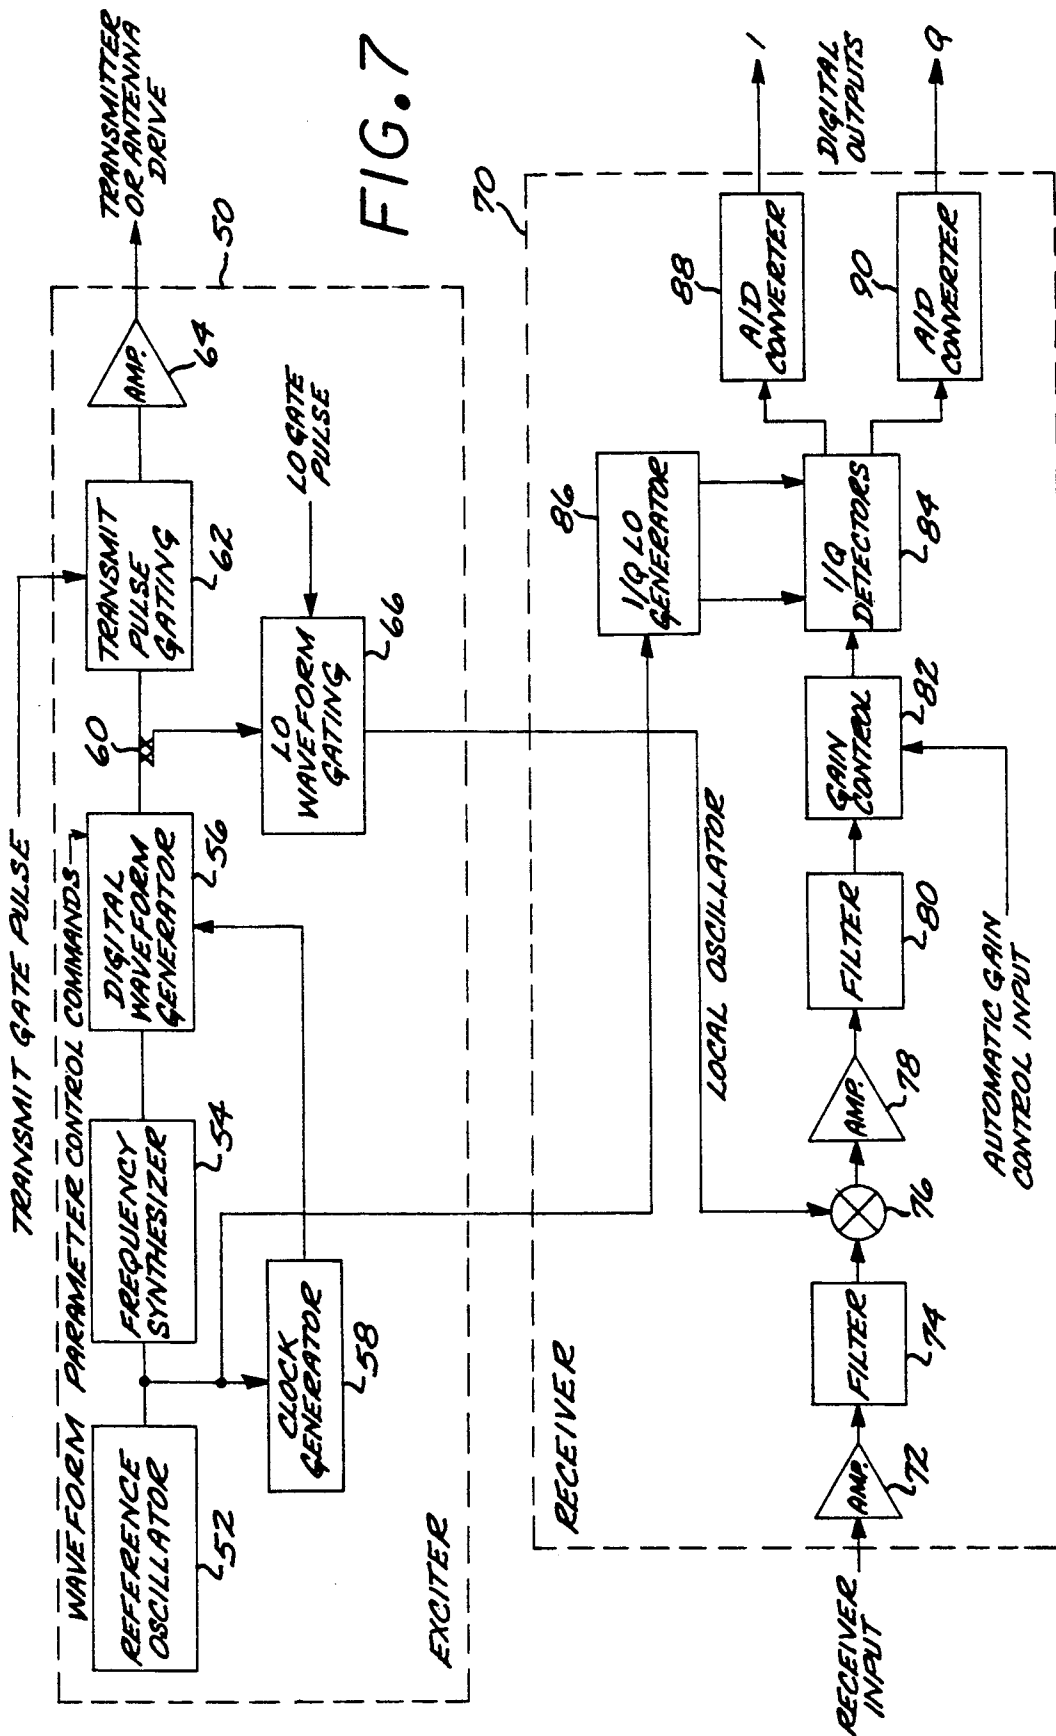 FIG. 7
TRANSMIT GATE PULSE
WAVEFORM PARAMETER CONTROL COMMANDS
REFERENCE
OSCILLATOR
52
FREQUENCY
SYNTHESIZER
54
DIGITAL
WAVEFORM
GENERATOR
56
60
TRANSMIT
PULSE
GATING
62
AMP.
64
TRANSMITTER
OR ANTENNA
DRIVE
50
CLOCK
GENERATOR
58
LO
WAVEFORM
GATING
66
LO GATE
PULSE
EXCITER
RECEIVER
70
LOCAL OSCILLATOR
I/Q LO
GENERATOR
86
RECEIVER
INPUT
AMP.
72
FILTER
74
76
AMP.
78
FILTER
80
GAIN
CONTROL
82
AUTOMATIC GAIN
CONTROL INPUT
I/Q
DETECTORS
84
88
A/D
CONVERTER
90
A/D
CONVERTER
DIGITAL
OUTPUTS
I
Q